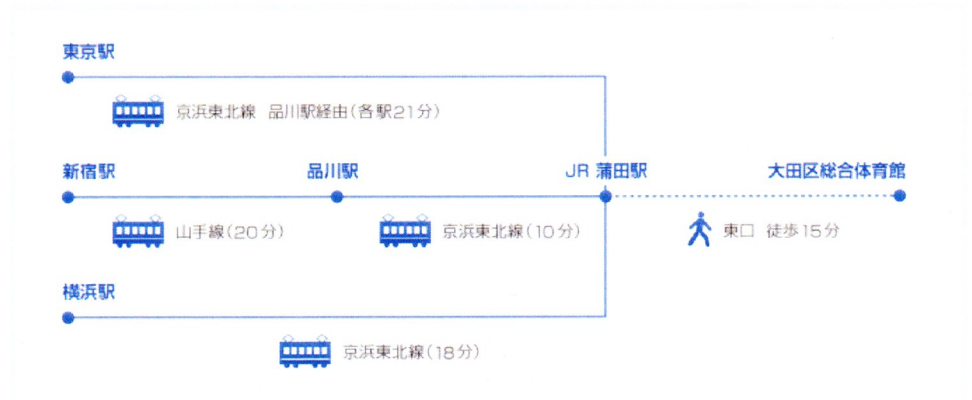 東京駅
京浜東北線 品川駅経由(各駅21分)
新宿駅
品川駅
JR 蒲田駅
大田区総合体育館
山手線(20分)
京浜東北線(10分)
東口 徒歩15分
横浜駅
京浜東北線(18分)